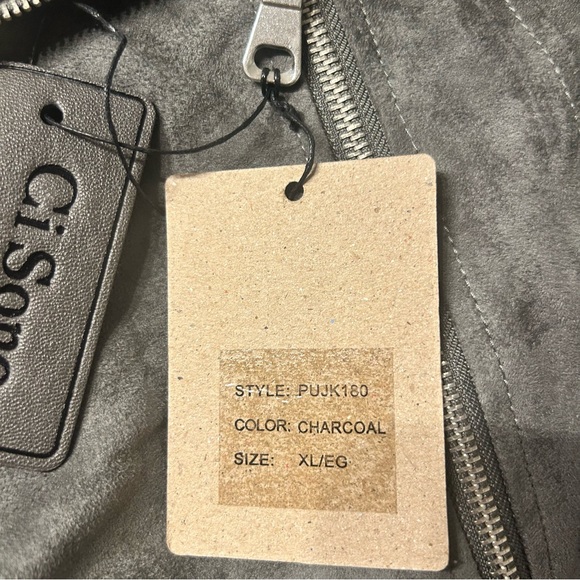 Ci Sono
STYLE: PUJK180
COLOR: CHARCOAL
SIZE: XL/EG